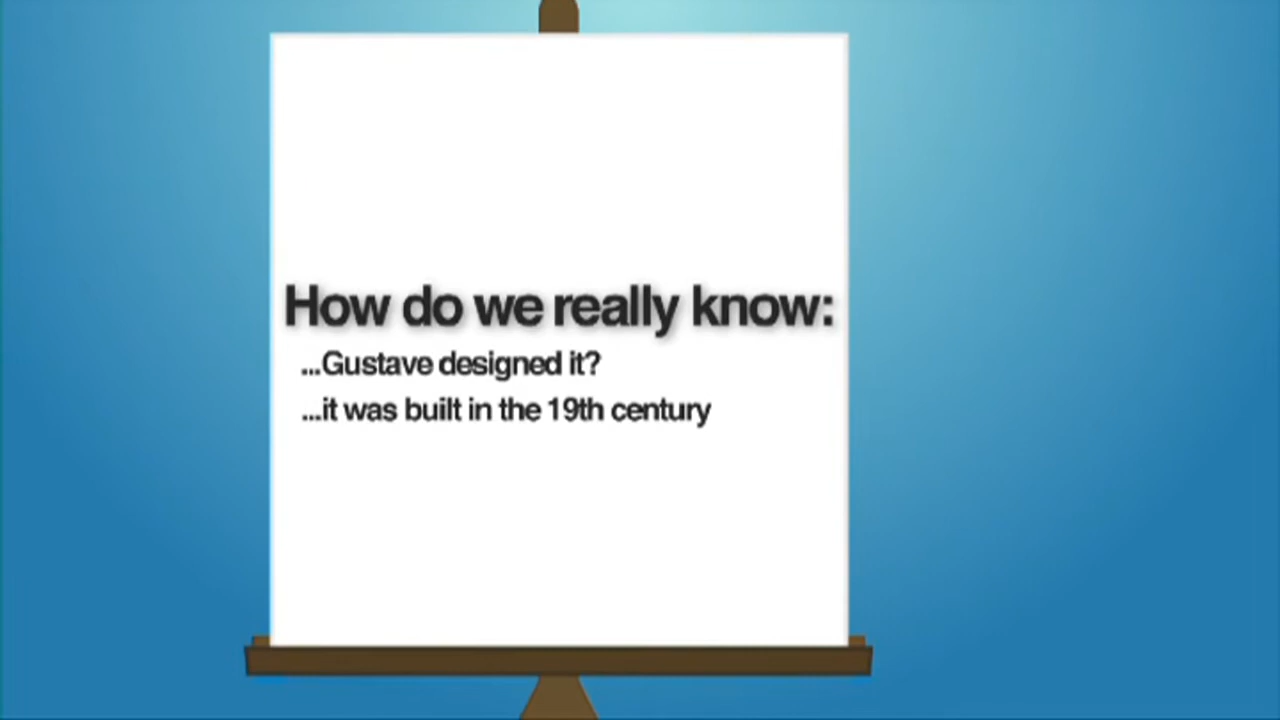 How do we really know:
...Gustave designed it?
...it was built in the 19th century